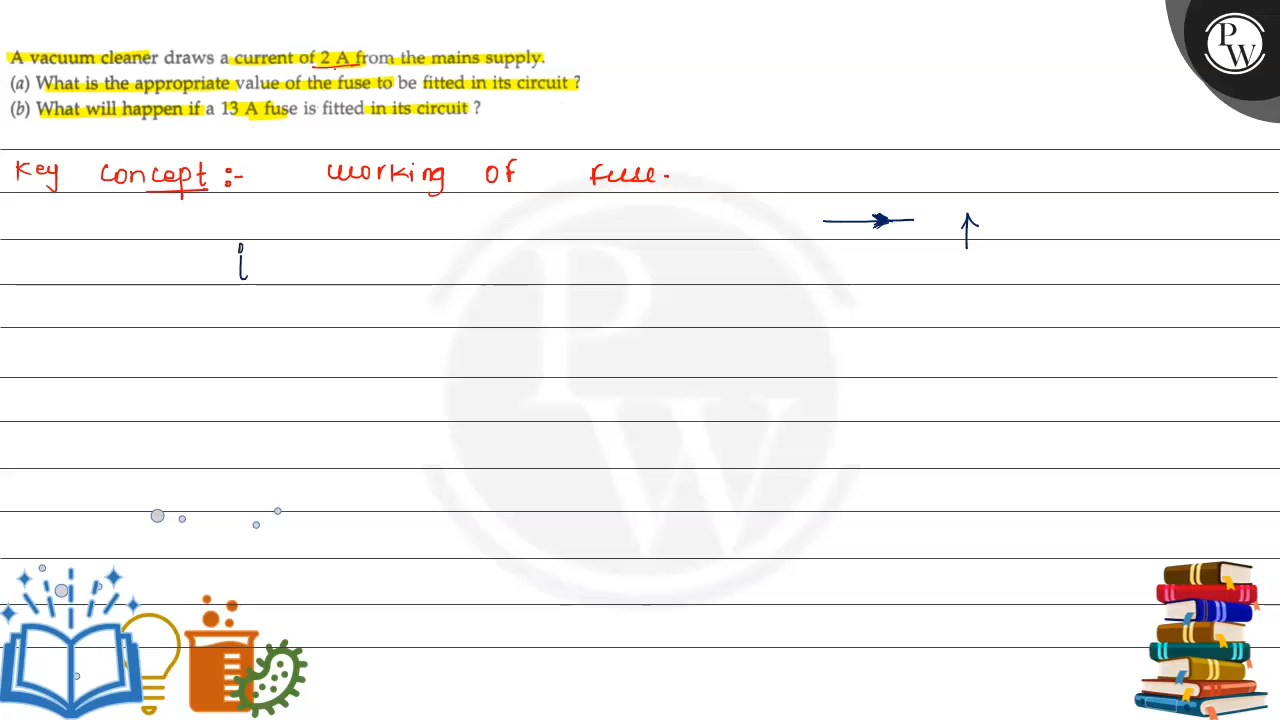 A vacuum cleaner draws a current of 2 A from the mains supply.
(a) What is the appropriate value of the fuse to be fitted in its circuit ?
(b) What will happen if a 13 A fuse is fitted in its circuit ?
Key concept :- working of fuse.
i
PW
PW